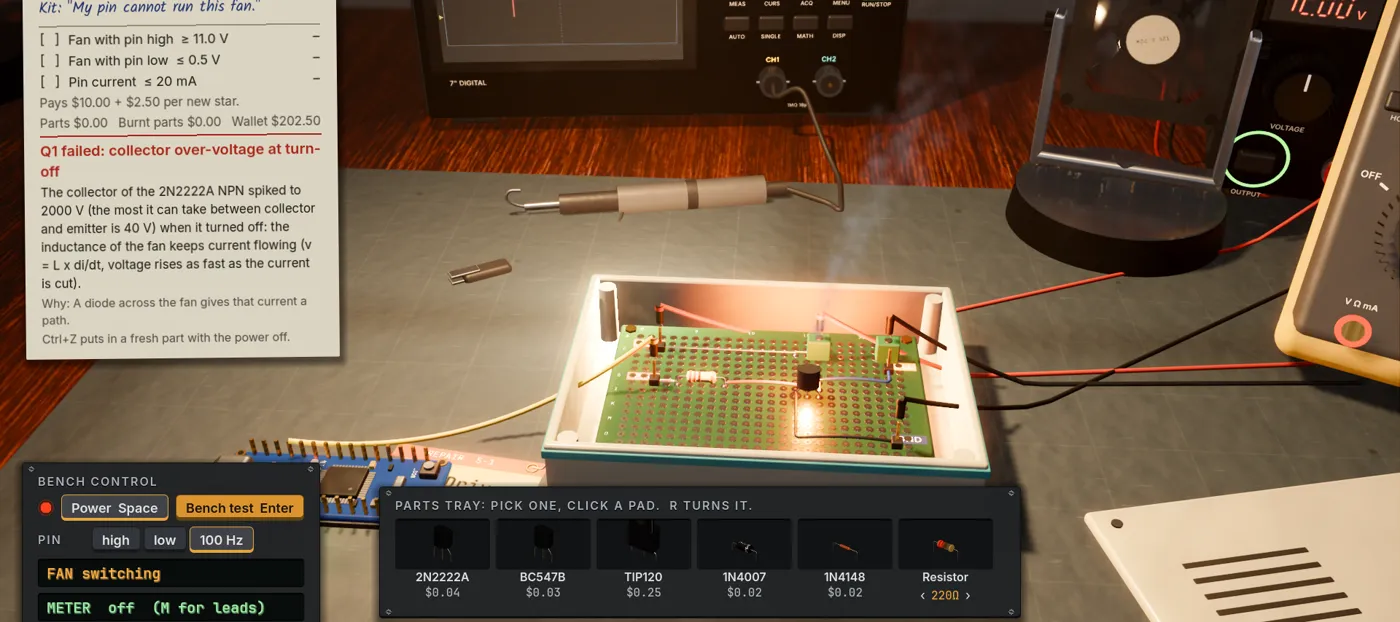 Kit: "My pin cannot run this fan."
[ ] Fan with pin high ≥ 11.0 V –
[ ] Fan with pin low ≤ 0.5 V –
[ ] Pin current ≤ 20 mA –
Pays $10.00 + $2.50 per new star.
Parts $0.00 Burnt parts $0.00 Wallet $202.50
Q1 failed: collector over-voltage at turn-
off
The collector of the 2N2222A NPN spiked to
2000 V (the most it can take between collector
and emitter is 40 V) when it turned off: the
inductance of the fan keeps current flowing (v
= L x di/dt, voltage rises as fast as the current
is cut).
Why: A diode across the fan gives that current a
path.
Ctrl+Z puts in a fresh part with the power off.
MEAS CURS ACQ MENU RUN/STOP
AUTO SINGLE MATH DISP
CH1 CH2
7" DIGITAL
VOLTAGE
OUTPUT
OFF
V Ω mA
BENCH CONTROL
Power Space Bench test Enter
PIN high low 100 Hz
FAN switching
METER off (M for leads)
PARTS TRAY: PICK ONE, CLICK A PAD. R TURNS IT.
2N2222A BC547B TIP120 1N4007 1N4148 Resistor
$0.04 $0.03 $0.25 $0.02 $0.02 ‹ 220Ω ›